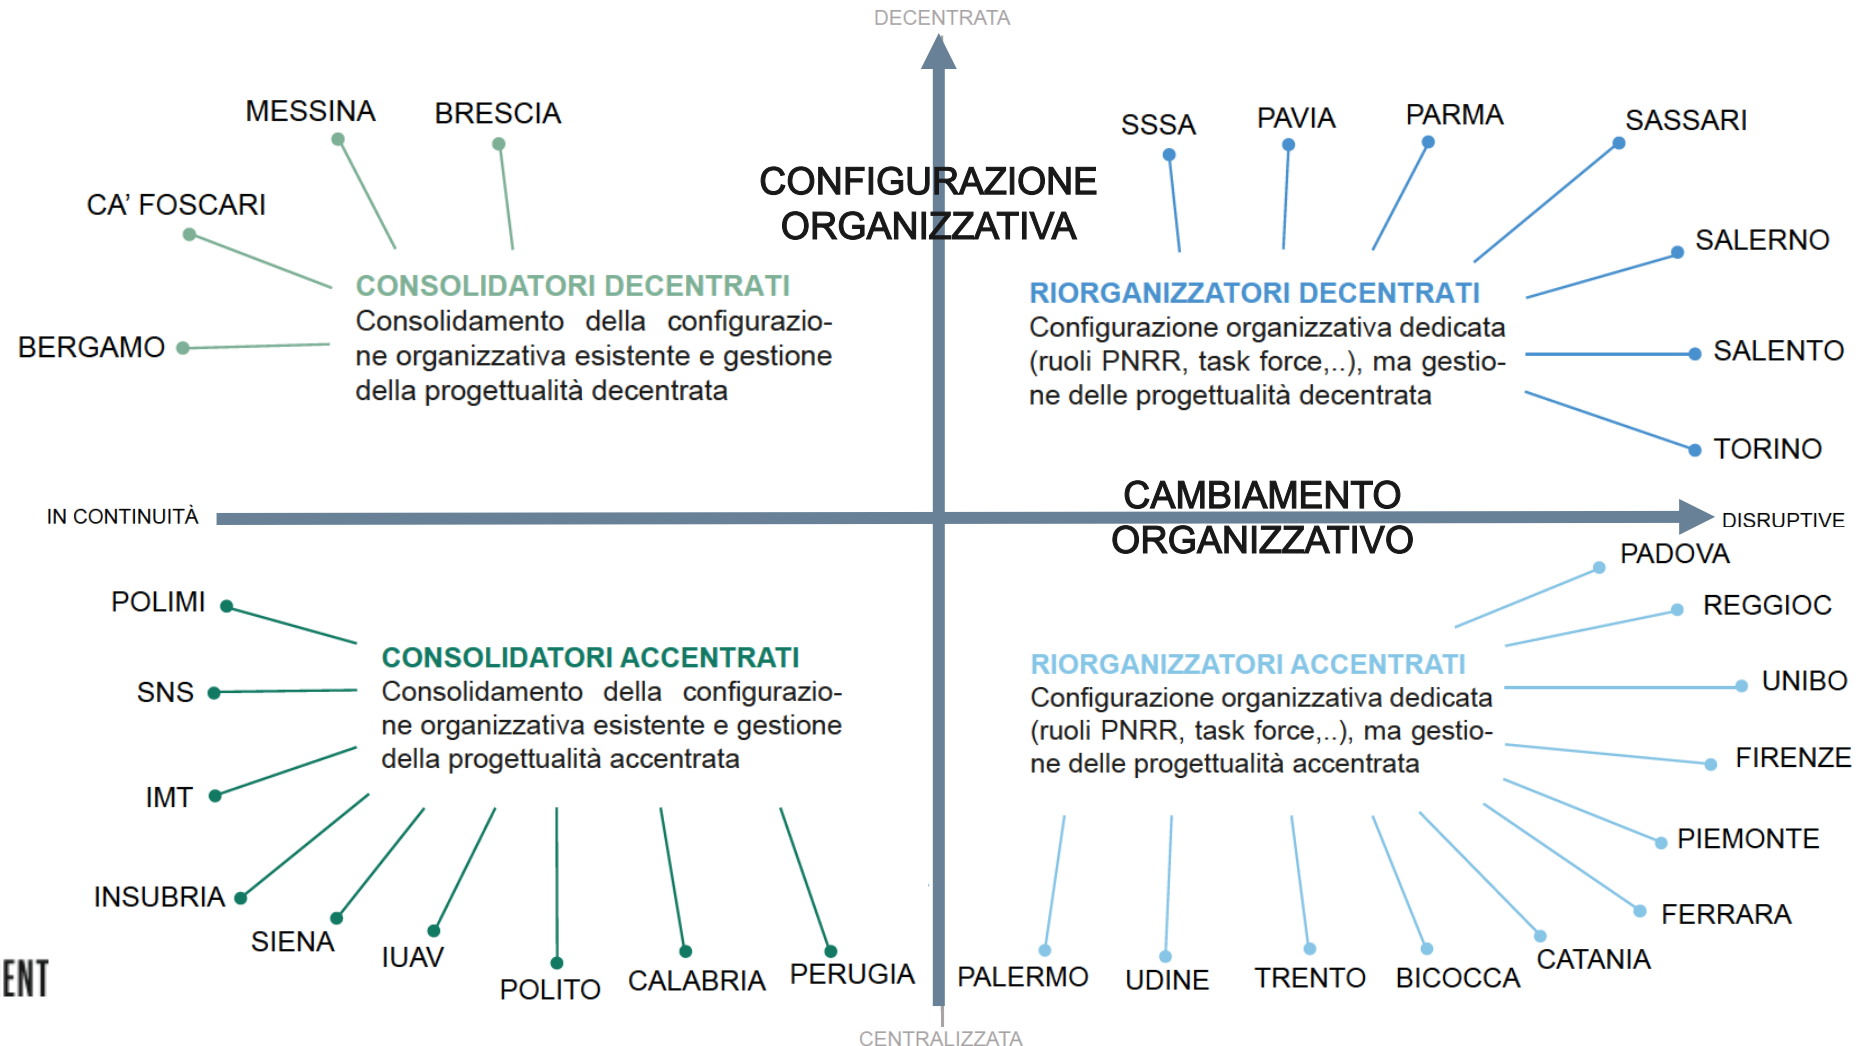 DECENTRATA
CONFIGURAZIONE
ORGANIZZATIVA
MESSINA
BRESCIA
CA' FOSCARI
BERGAMO
CONSOLIDATORI DECENTRATI
Consolidamento della configurazio-
ne organizzativa esistente e gestione
della progettualità decentrata
SSSA
PAVIA
PARMA
SASSARI
SALERNO
SALENTO
TORINO
RIORGANIZZATORI DECENTRATI
Configurazione organizzativa dedicata
(ruoli PNRR, task force,..), ma gestio-
ne delle progettualità decentrata
IN CONTINUITÀ
CAMBIAMENTO
ORGANIZZATIVO
DISRUPTIVE
POLIMI
SNS
IMT
INSUBRIA
SIENA
IUAV
POLITO
CALABRIA
PERUGIA
CONSOLIDATORI ACCENTRATI
Consolidamento della configurazio-
ne organizzativa esistente e gestione
della progettualità accentrata
PADOVA
REGGIOC
UNIBO
FIRENZE
PIEMONTE
FERRARA
CATANIA
BICOCCA
TRENTO
UDINE
PALERMO
RIORGANIZZATORI ACCENTRATI
Configurazione organizzativa dedicata
(ruoli PNRR, task force,..), ma gestio-
ne delle progettualità accentrata
ENT
CENTRALIZZATA